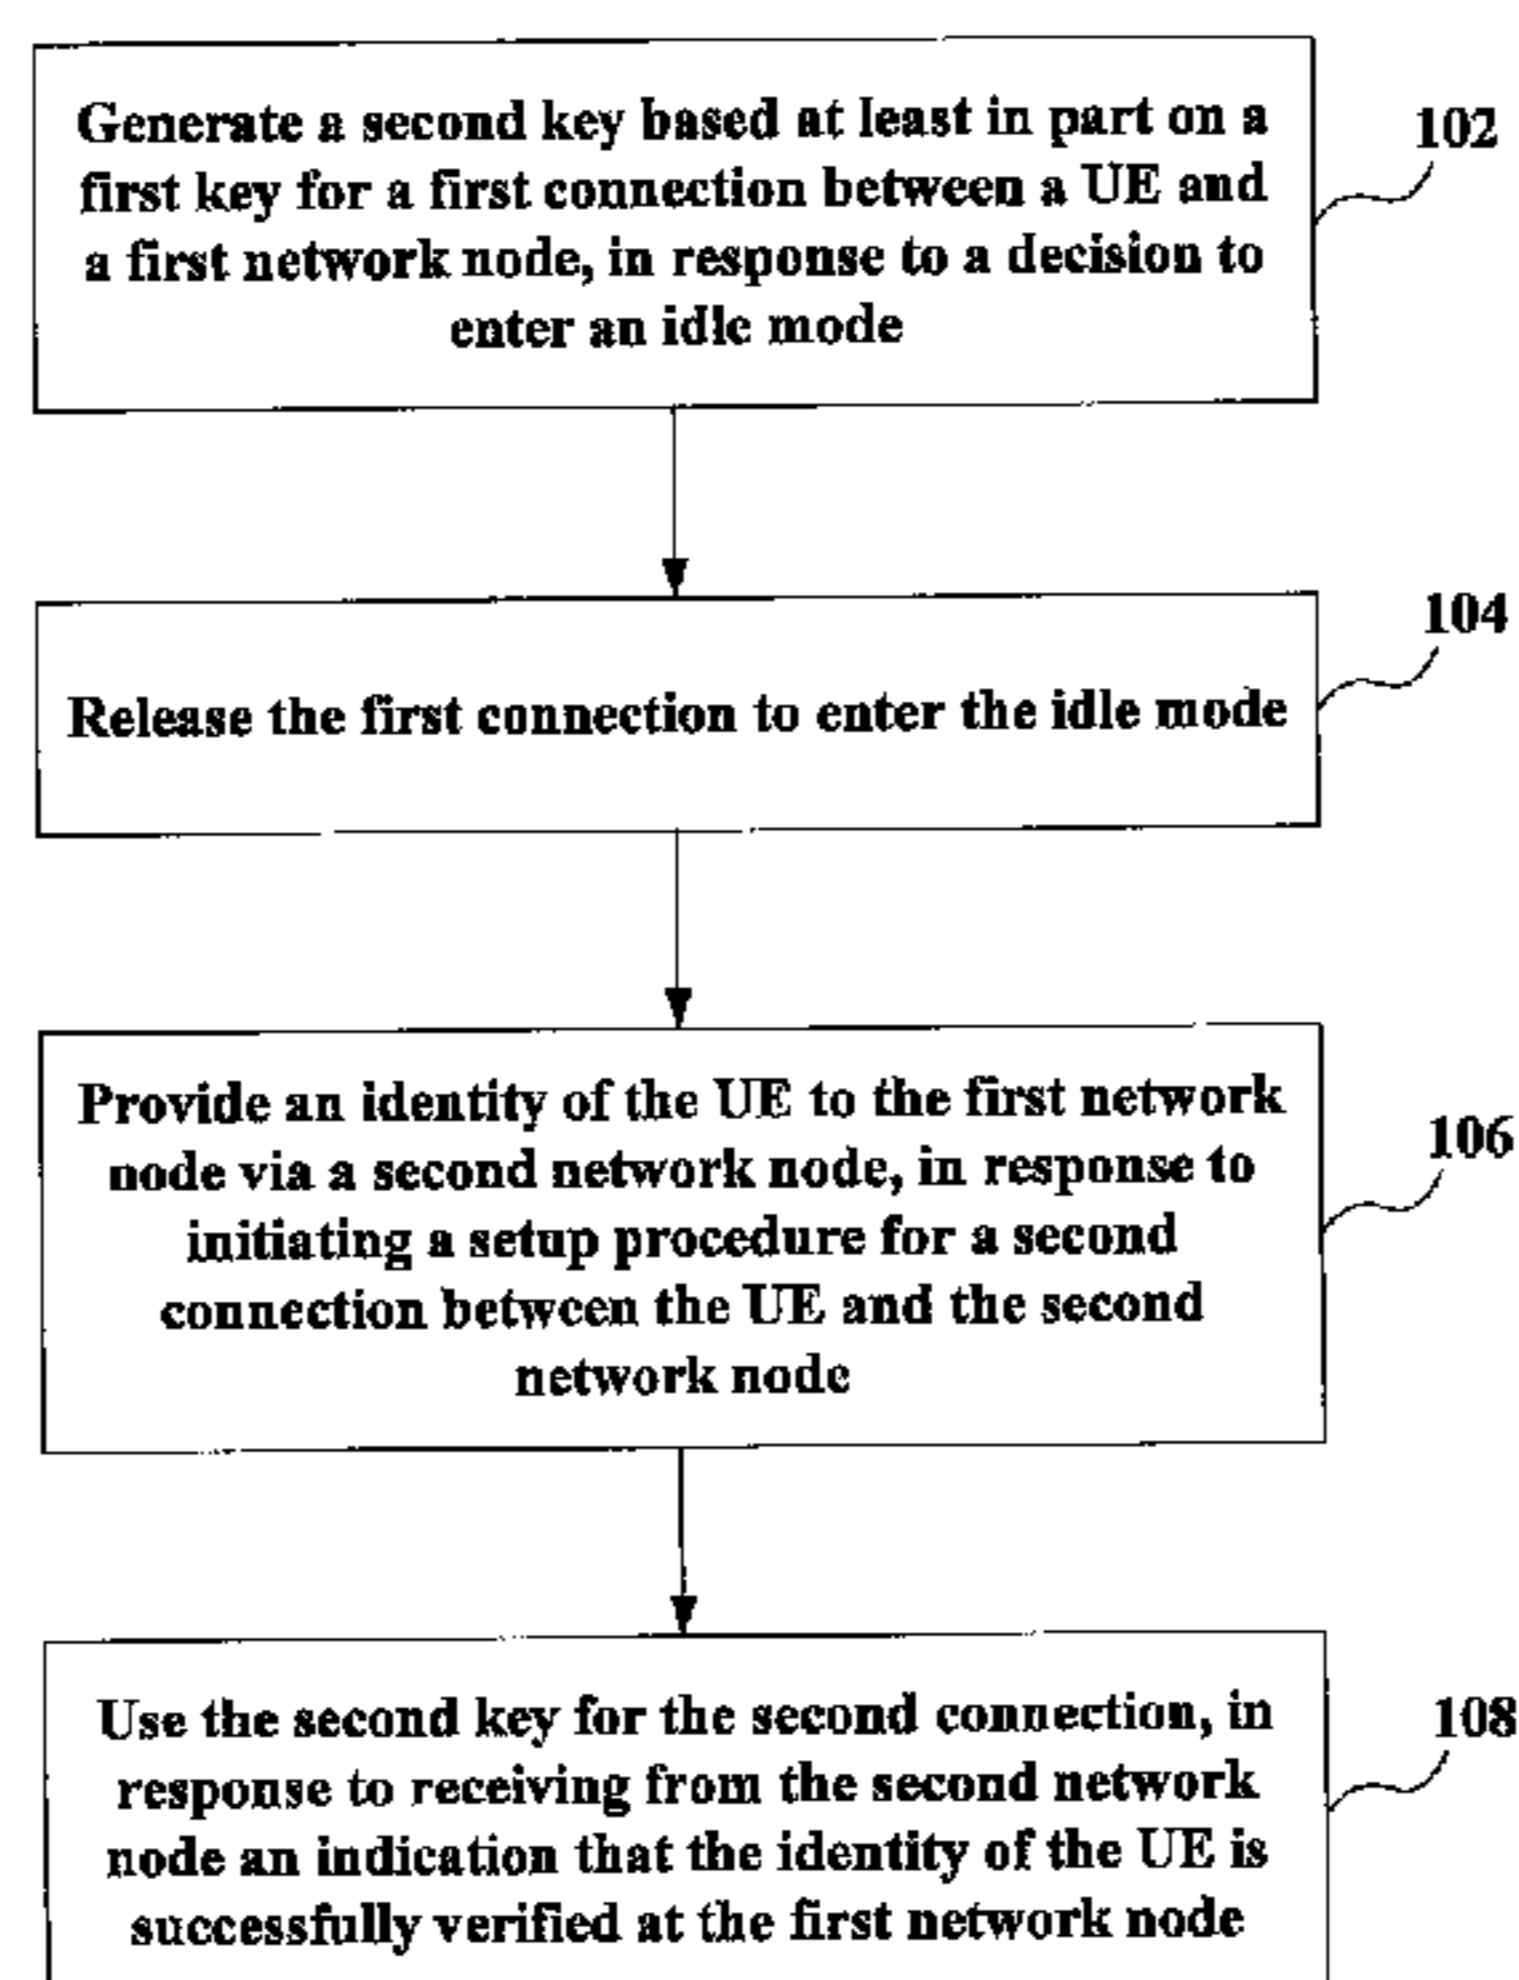 Generate a second key based at least in part on a
first key for a first connection between a UE and
a first network node, in response to a decision to
enter an idle mode
102
Release the first connection to enter the idle mode
104
Provide an identity of the UE to the first network
node via a second network node, in response to
initiating a setup procedure for a second
connection between the UE and the second
network node
106
Use the second key for the second connection, in
response to receiving from the second network
node an indication that the identity of the UE is
successfully verified at the first network node
108